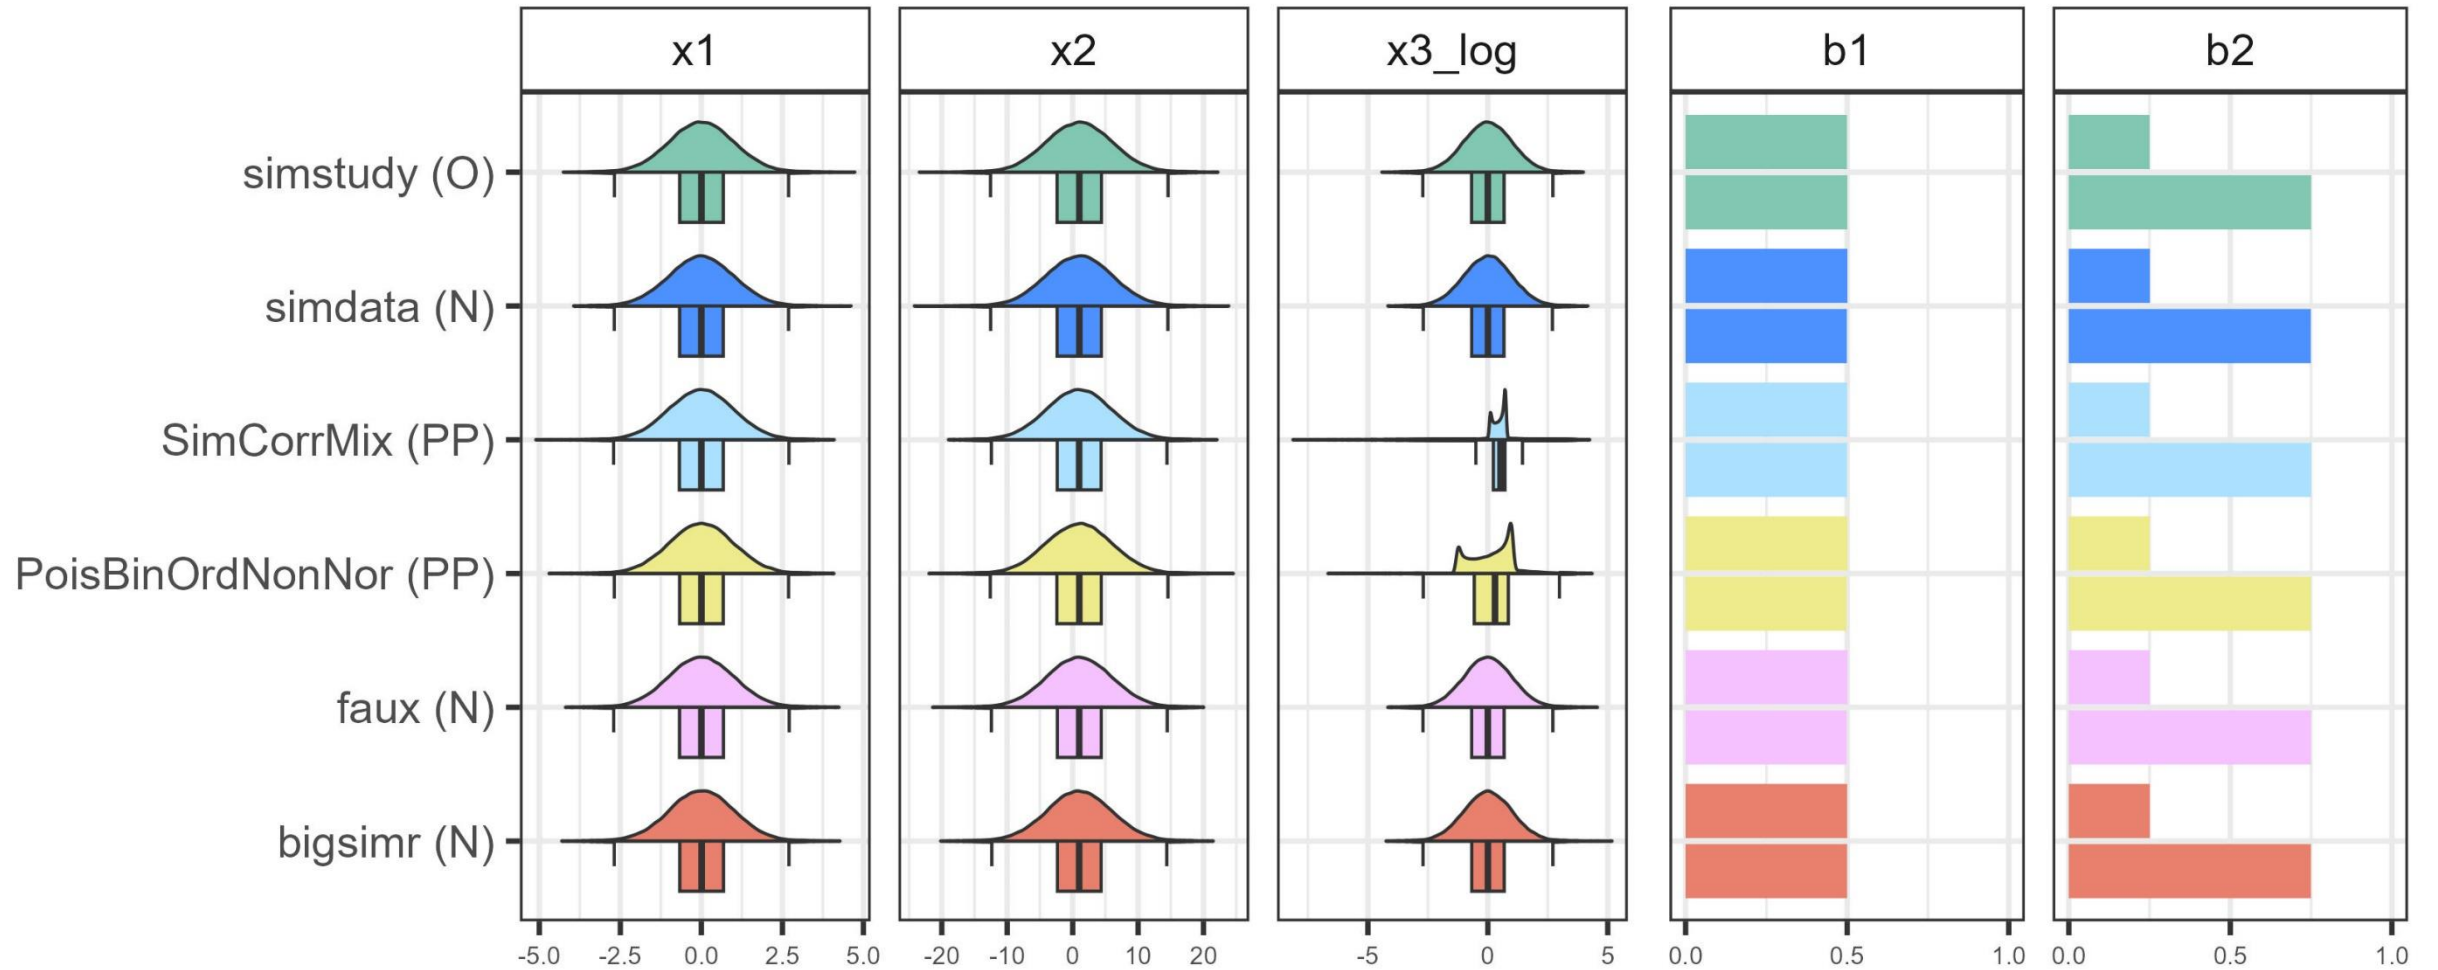 x1 x2 x3_log b1 b2
simstudy (O)
simdata (N)
SimCorrMix (PP)
PoisBinOrdNonNor (PP)
faux (N)
bigsimr (N)
-5.0 -2.5 0.0 2.5 5.0 -20 -10 0 10 20 -5 0 5 0.0 0.5 1.0 0.0 0.5 1.0